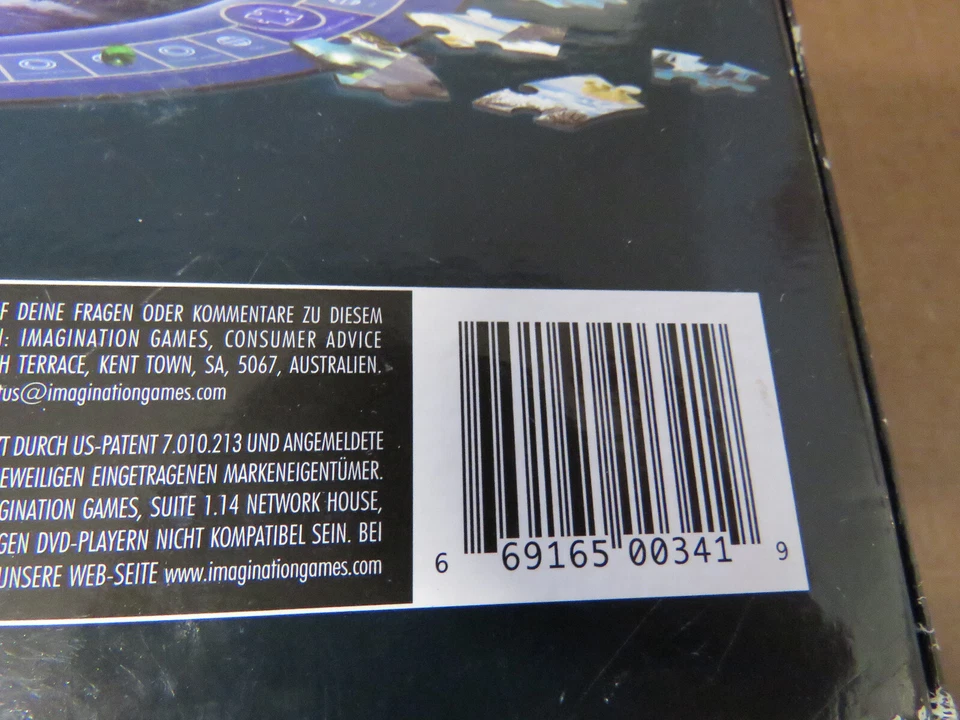 F DEINE FRAGEN ODER KOMMENTARE ZU DIESEM
: IMAGINATION GAMES, CONSUMER ADVICE
H TERRACE, KENT TOWN, SA, 5067, AUSTRALIEN.
tus@imaginationgames.com
T DURCH US-PATENT 7.010.213 UND ANGEMELDETE
EWEILIGEN EINGETRAGENEN MARKENEIGENTÜMER.
GINATION GAMES, SUITE 1.14 NETWORK HOUSE,
GEN DVD-PLAYERN NICHT KOMPATIBEL SEIN. BEI
UNSERE WEB-SEITE www.imaginationgames.com
6 69165 00341 9